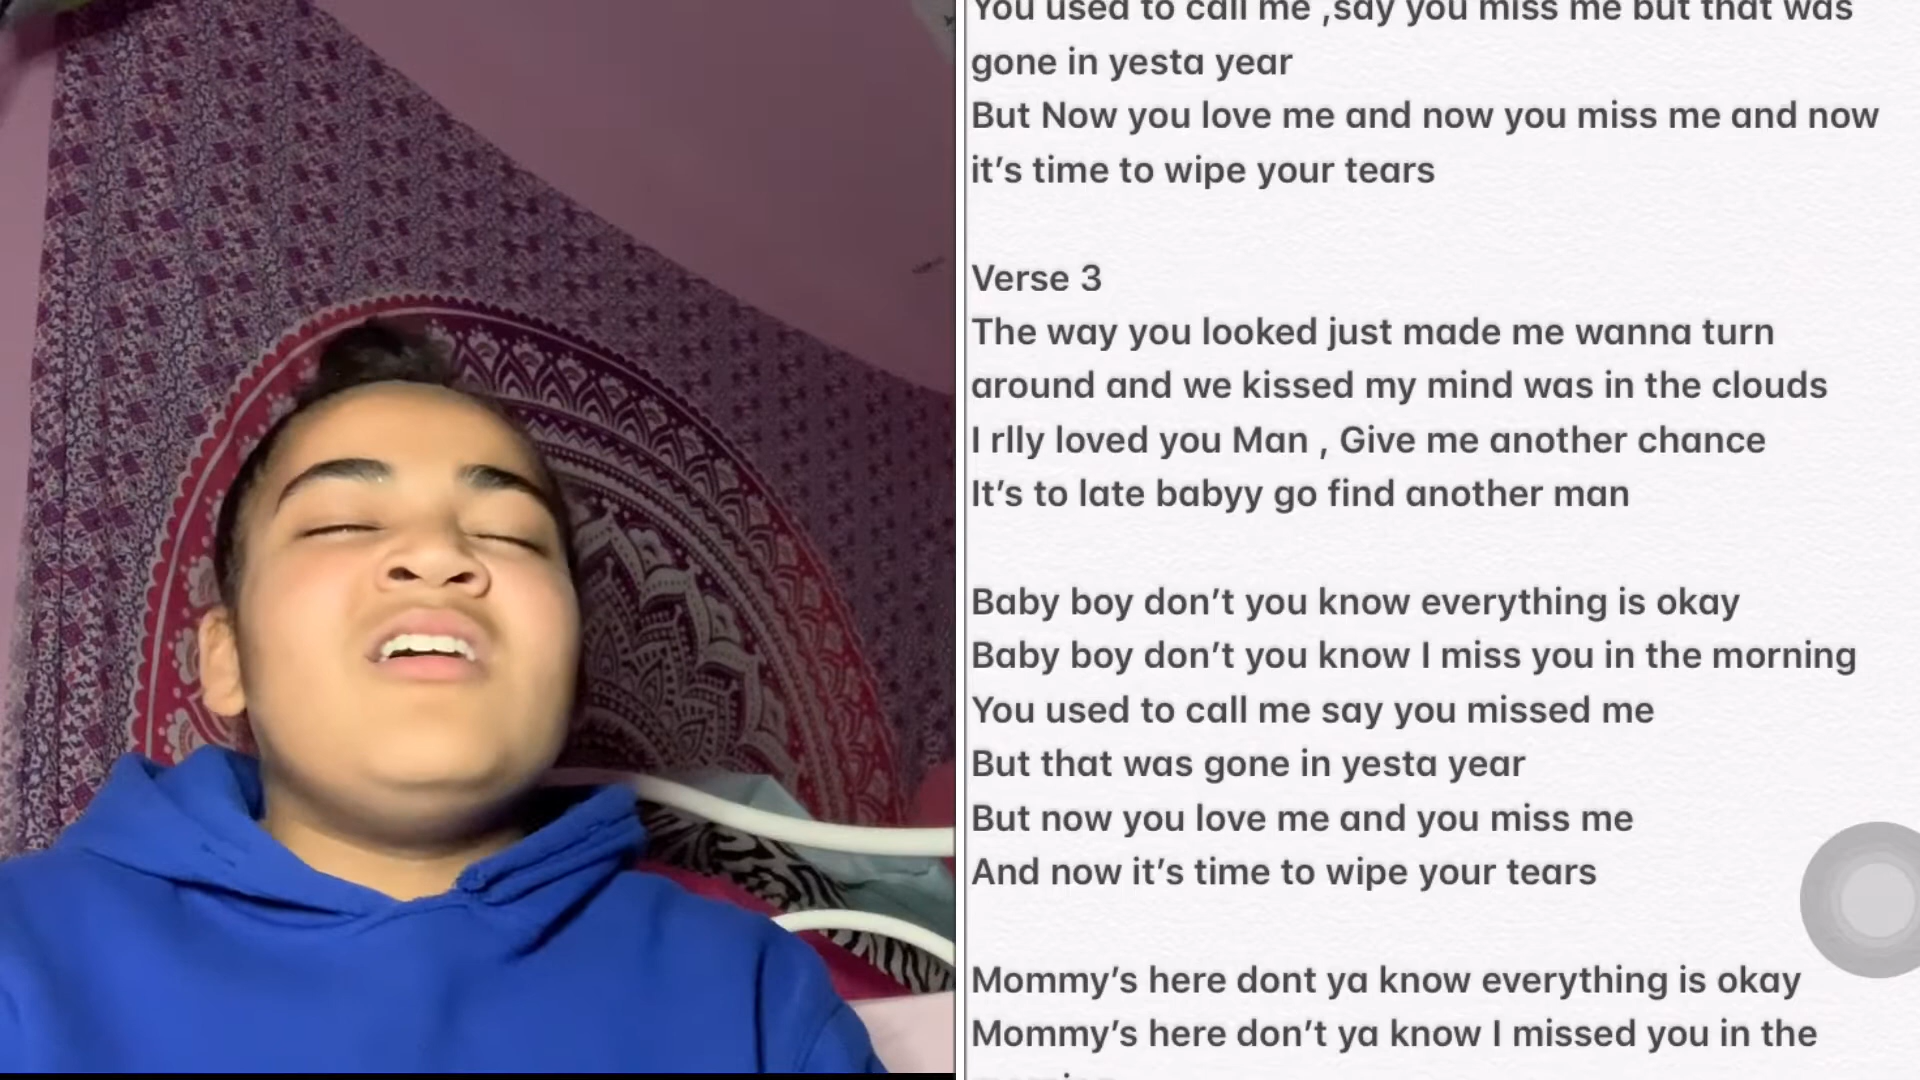 You used to call me ,say you miss me but that was
gone in yesta year
But Now you love me and now you miss me and now
it’s time to wipe your tears
Verse 3
The way you looked just made me wanna turn
around and we kissed my mind was in the clouds
I rlly loved you Man , Give me another chance
It’s to late babyy go find another man
Baby boy don’t you know everything is okay
Baby boy don’t you know I miss you in the morning
You used to call me say you missed me
But that was gone in yesta year
But now you love me and you miss me
And now it’s time to wipe your tears
Mommy’s here dont ya know everything is okay
Mommy’s here don’t ya know I missed you in the